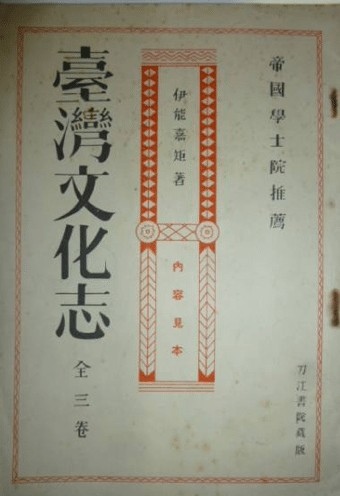 帝國學士院推薦
伊能嘉矩著
內容見本
臺灣文化志
全三卷
刀江書院蔵版